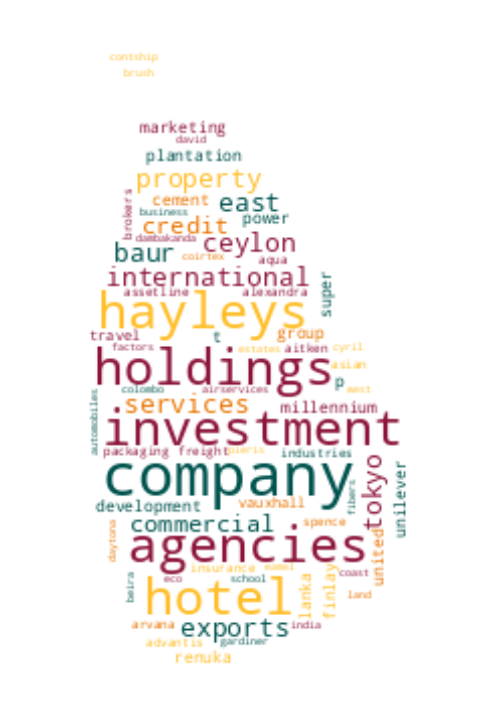 contship
brush
marketing
david
plantation
property
brokers
cement
east
business
power
credit
dambakanda
ceylon
baur
coirtex
aqua
international
super
assetline
alexandra
hayleys
travel
t
group
factors
estates
aitken
cyril
holdings
asian
p
colombo
airservices
west
automobiles
services
millennium
investment
packaging
freight
pieris
industries
company
tokyo
unilever
fibers
development
vauxhall
commercial
spence
daytona
agencies
united
insurance
eco
school
coast
beira
hotel
lanka
finlay
land
arvana
exports
india
advantis
gardiner
renuka